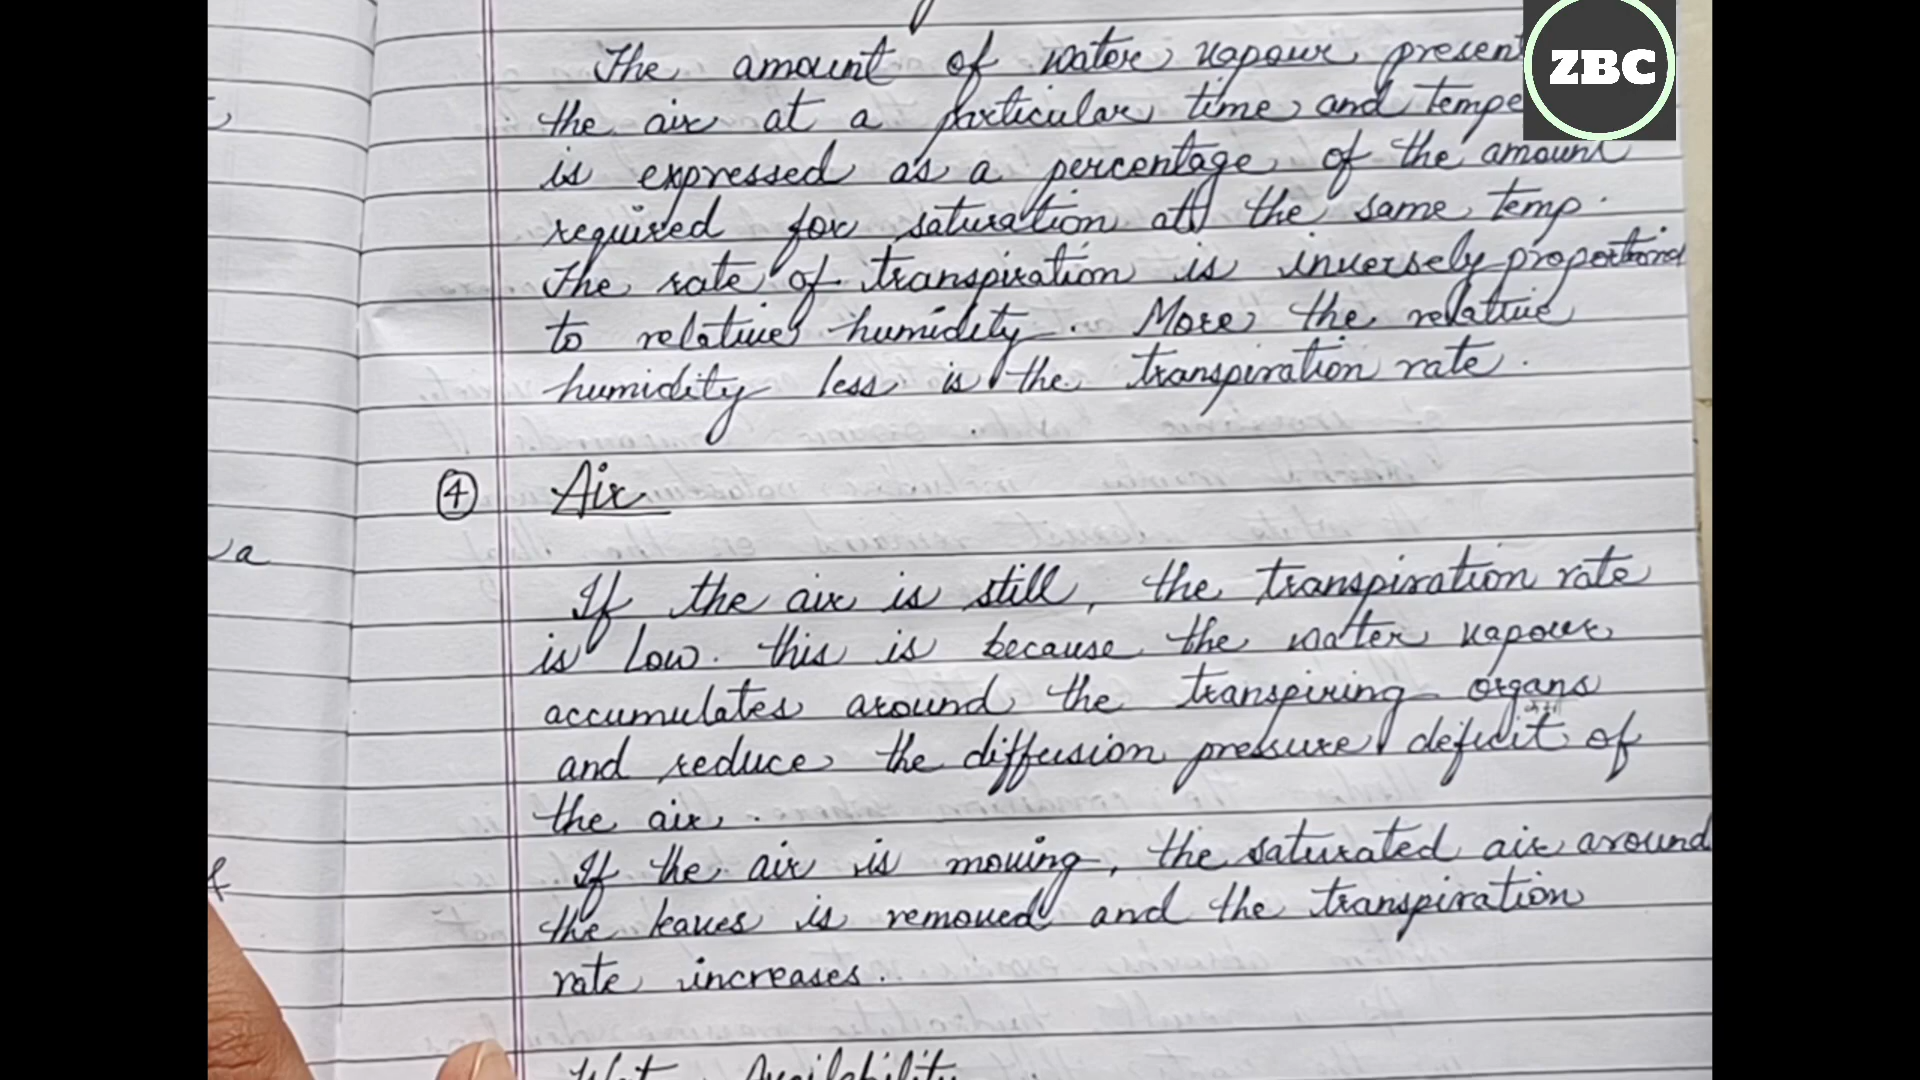 The amount of water vapour present
ZBC
the air at a particular time and tempe
is expressed as a percentage of the amount
required for saturation at the same temp.
The rate of transpiration is inversely proportional
to relative humidity. More the relative
humidity less is the transpiration rate.
④ Air
a
If the air is still, the transpiration rate
is low. this is because the water vapour
accumulates around the transpiring organs
and reduce the diffusion pressure deficit of
the air.
If the air is moving, the saturated air around
the leaves is removed and the transpiration
rate increases.
Availability